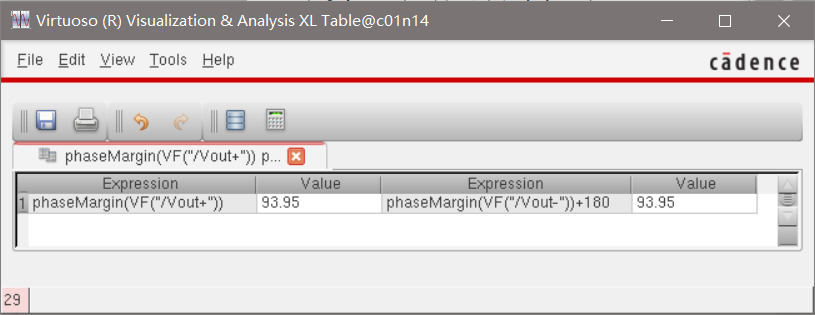 Virtuoso (R) Visualization & Analysis XL Table@c01n14
File Edit View Tools Help
cādence
phaseMargin(VF("/Vout+")) p...
Expression Value Expression Value
1 phaseMargin(VF("/Vout+")) 93.95 phaseMargin(VF("/Vout-"))+180 93.95
29